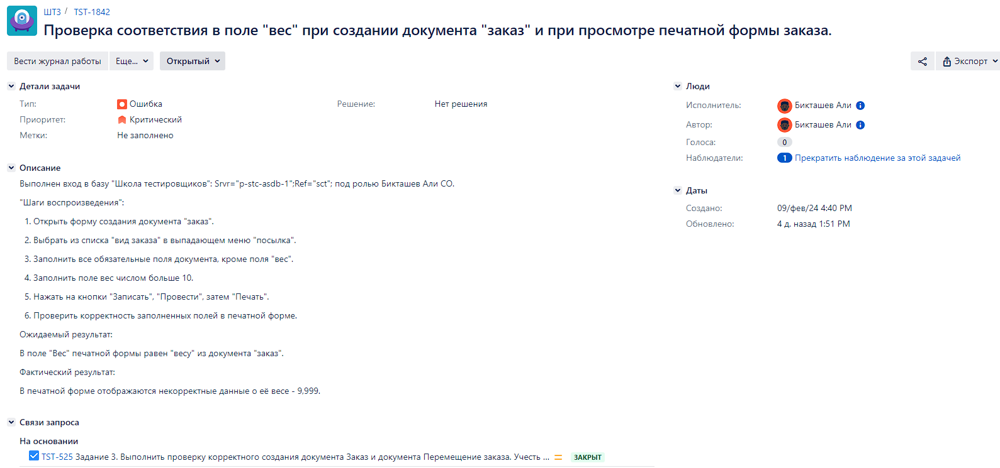 ШТ3 / TST-1842
Проверка соответствия в поле "вес" при создании документа "заказ" и при просмотре печатной формы заказа.
Вести журнал работы Еще... Открытый Экспорт
Детали задачи
Тип: Ошибка Решение: Нет решения
Приоритет: Критический
Метки: Не заполнено
Описание
Выполнен вход в базу "Школа тестировщиков": Srvr="p-stc-asdb-1";Ref="sct"; под ролью Бикташев Али СО.
"Шаги воспроизведения":
1. Открыть форму создания документа "заказ".
2. Выбрать из списка "вид заказа" в выпадающем меню "посылка".
3. Заполнить все обязательные поля документа, кроме поля "вес".
4. Заполнить поле вес числом больше 10.
5. Нажать на кнопки "Записать", "Провести", затем "Печать".
6. Проверить корректность заполненных полей в печатной форме.
Ожидаемый результат:
В поле "Вес" печатной формы равен "весу" из документа "заказ".
Фактический результат:
В печатной форме отображаются некорректные данные о её весе - 9,999.
Связи запроса
На основании
TST-525 Задание 3. Выполнить проверку корректного создания документа Заказ и документа Перемещение заказа. Учесть ... ЗАКРЫТ
Люди
Исполнитель: Бикташев Али
Автор: Бикташев Али
Голоса: 0
Наблюдатели: 1 Прекратить наблюдение за этой задачей
Даты
Создано: 09/фев/24 4:40 PM
Обновлено: 4 д. назад 1:51 PM